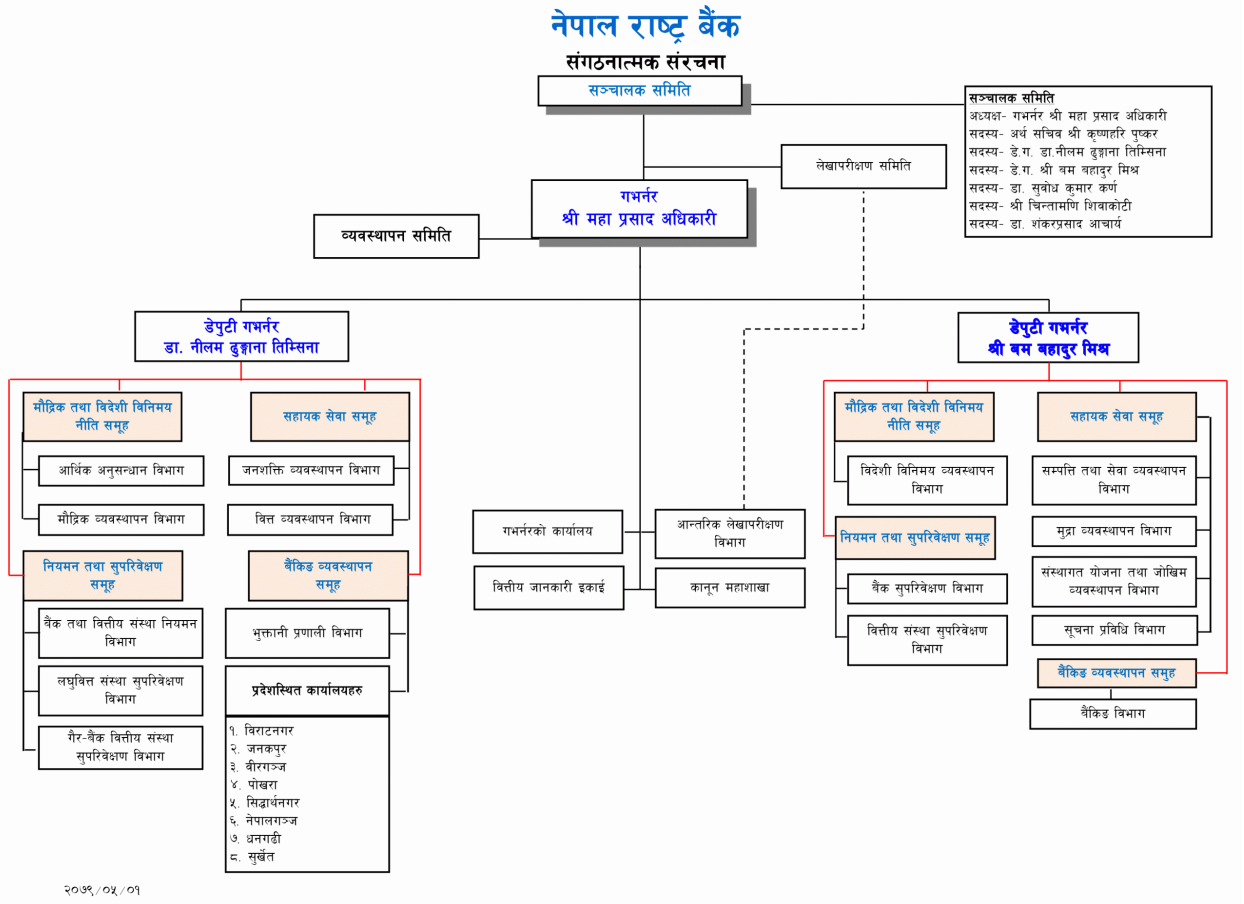 नेपाल राष्ट्र बैंक
संगठनात्मक संरचना
सञ्चालक समिति
सञ्चालक समिति
अध्यक्ष- गभर्नर श्री महा प्रसाद अधिकारी
सदस्य- अर्थ सचिव श्री कृष्णहरि पुष्कर
सदस्य- डे.ग. डा.नीलम ढुङ्गाना तिम्सिना
सदस्य- डे.ग. श्री बम बहादुर मिश्र
सदस्य- डा. सुवोध कुमार कर्ण
सदस्य- श्री चिन्तामणि शिवाकोटी
सदस्य- डा. शंकरप्रसाद आचार्य
लेखापरीक्षण समिति
गभर्नर
श्री महा प्रसाद अधिकारी
व्यवस्थापन समिति
डेपुटी गभर्नर
डा. नीलम ढुङ्गाना तिम्सिना
डेपुटी गभर्नर
श्री बम बहादुर मिश्र
मौद्रिक तथा विदेशी विनिमय
नीति समूह
आर्थिक अनुसन्धान विभाग
मौद्रिक व्यवस्थापन विभाग
सहायक सेवा समूह
जनशक्ति व्यवस्थापन विभाग
वित्त व्यवस्थापन विभाग
नियमन तथा सुपरिवेक्षण
समूह
बैंक तथा वित्तीय संस्था नियमन
विभाग
लघुवित्त संस्था सुपरिवेक्षण
विभाग
गैर-बैंक वित्तीय संस्था
सुपरिवेक्षण विभाग
बैंकिङ व्यवस्थापन
समूह
भुक्तानी प्रणाली विभाग
प्रदेशस्थित कार्यालयहरु
१. विराटनगर
२. जनकपुर
३. वीरगञ्ज
४. पोखरा
५. सिद्धार्थनगर
६. नेपालगञ्ज
७. धनगढी
८. सुर्खेत
गभर्नरको कार्यालय
आन्तरिक लेखापरीक्षण
विभाग
वित्तीय जानकारी इकाई
कानून महाशाखा
मौद्रिक तथा विदेशी विनिमय
नीति समूह
विदेशी विनिमय व्यवस्थापन
विभाग
नियमन तथा सुपरिवेक्षण समूह
बैंक सुपरिवेक्षण विभाग
वित्तीय संस्था सुपरिवेक्षण
विभाग
सहायक सेवा समूह
सम्पत्ति तथा सेवा व्यवस्थापन
विभाग
मुद्रा व्यवस्थापन विभाग
संस्थागत योजना तथा जोखिम
व्यवस्थापन विभाग
सूचना प्रविधि विभाग
बैंकिङ व्यवस्थापन समुह
बैंकिङ विभाग
२०७९/०५/०१